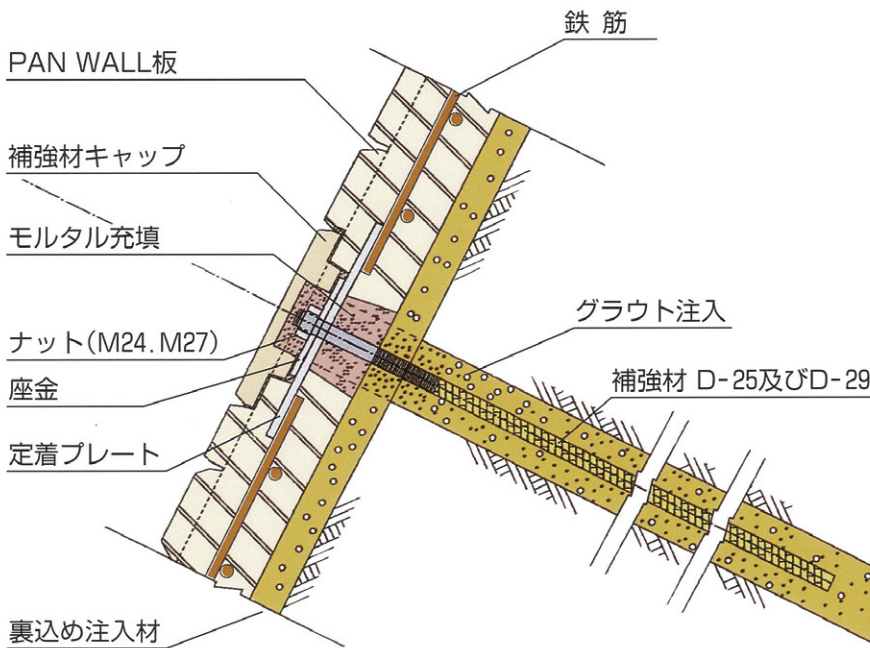 鉄 筋
PAN WALL板
補強材キャップ
モルタル充填
ナット(M24.M27)
座金
定着プレート
裏込め注入材
グラウト注入
補強材 D-25及びD-29